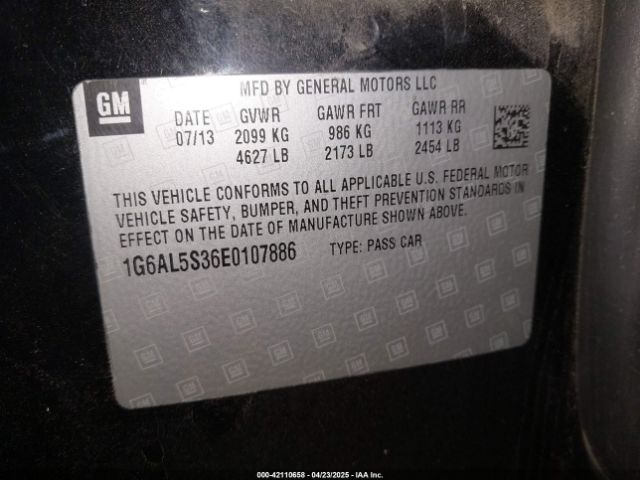 GM
MFD BY GENERAL MOTORS LLC
DATE GVWR GAWR FRT GAWR RR
07/13 2099 KG 986 KG 1113 KG
4627 LB 2173 LB 2454 LB
THIS VEHICLE CONFORMS TO ALL APPLICABLE U.S. FEDERAL MOTOR
VEHICLE SAFETY, BUMPER, AND THEFT PREVENTION STANDARDS IN
EFFECT ON THE DATE OF MANUFACTURE SHOWN ABOVE.
1G6AL5S36E0107886 TYPE: PASS CAR
000-42110658 - 04/23/2025 - IAA Inc.